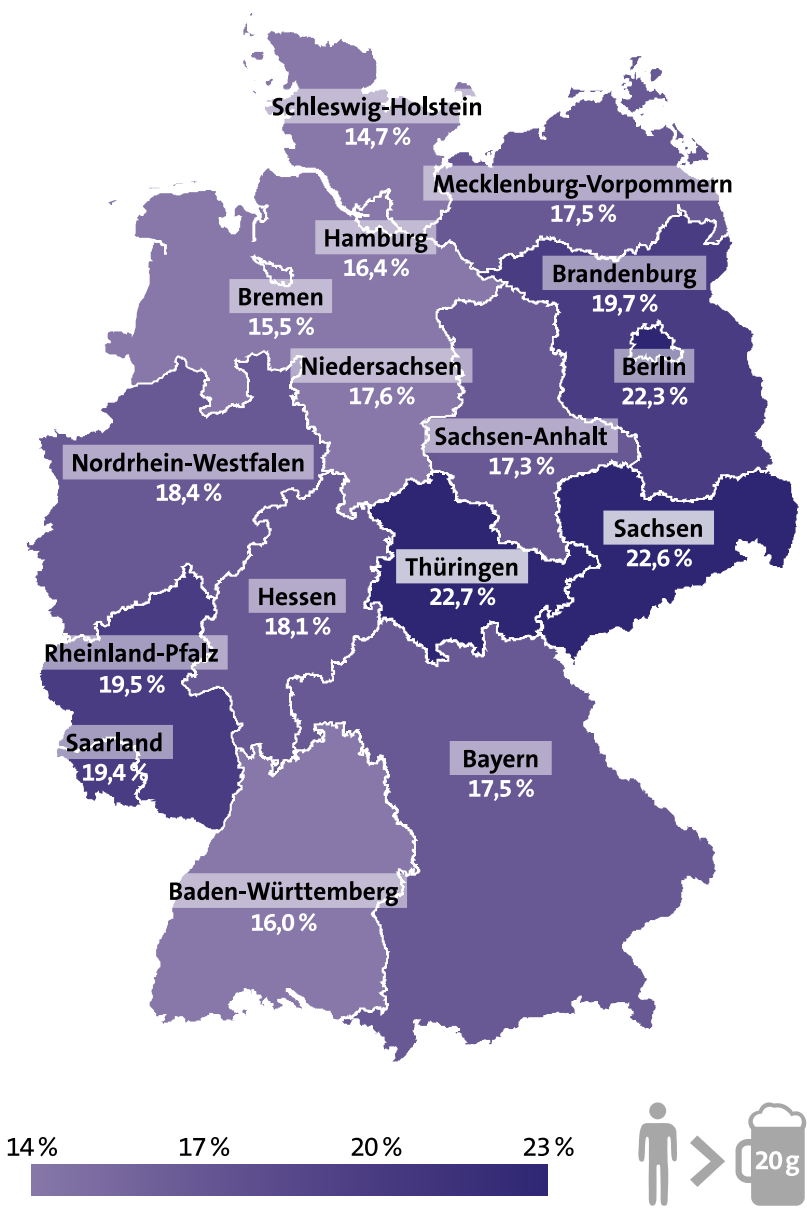 Schleswig-Holstein
14,7 %
Mecklenburg-Vorpommern
17,5 %
Hamburg
16,4 %
Brandenburg
19,7 %
Bremen
15,5 %
Niedersachsen
17,6 %
Berlin
22,3 %
Sachsen-Anhalt
17,3 %
Nordrhein-Westfalen
18,4 %
Sachsen
22,6 %
Thüringen
22,7 %
Hessen
18,1 %
Rheinland-Pfalz
19,5 %
Saarland
19,4 %
Bayern
17,5 %
Baden-Württemberg
16,0 %
14 % 17 % 20 % 23 %
> 20 g